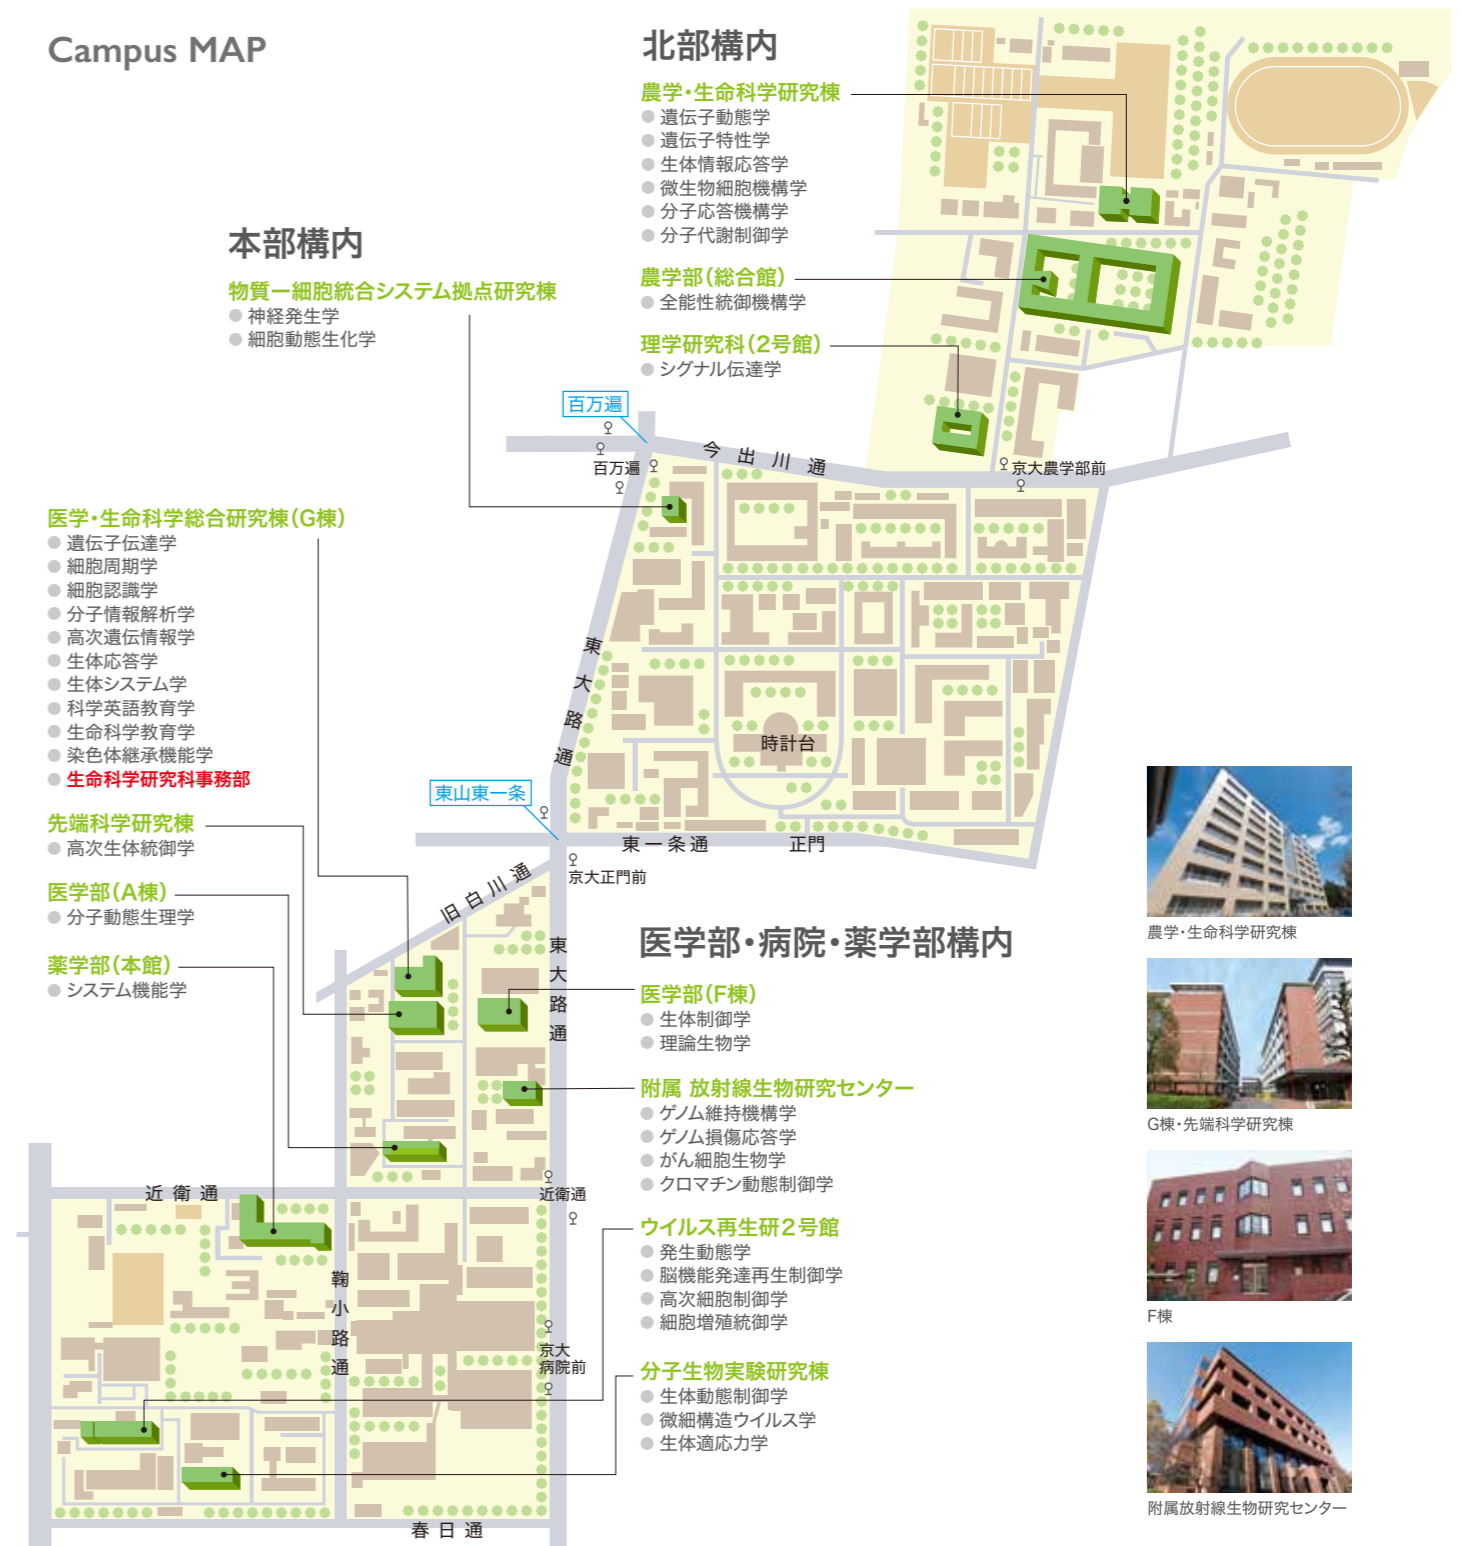 Campus MAP
北部構内
農学・生命科学研究棟
遺伝子動態学
遺伝子特性学
生体情報応答学
微生物細胞機構学
分子応答機構学
分子代謝制御学
農学部(総合館)
全能性統御機構学
理学研究科(2号館)
シグナル伝達学
本部構内
物質ー細胞統合システム拠点研究棟
神経発生学
細胞動態生化学
百万遍
百万遍
今出川通
京大農学部前
医学・生命科学総合研究棟(G棟)
遺伝子伝達学
細胞周期学
細胞認識学
分子情報解析学
高次遺伝情報学
生体応答学
生体システム学
科学英語教育学
生命科学教育学
染色体継承機能学
生命科学研究科事務部
先端科学研究棟
高次生体統御学
医学部(A棟)
分子動態生理学
薬学部(本館)
システム機能学
東大路通
時計台
東山東一条
東一条通
正門
京大正門前
旧白川通
東大路通
医学部・病院・薬学部構内
医学部(F棟)
生体制御学
理論生物学
附属 放射線生物研究センター
ゲノム維持機構学
ゲノム損傷応答学
がん細胞生物学
クロマチン動態制御学
ウイルス再生研2号館
発生動態学
脳機能発達再生制御学
高次細胞制御学
細胞増殖統御学
分子生物実験研究棟
生体動態制御学
微細構造ウイルス学
生体適応力学
近衛通
近衛通
鞠小路通
京大
病院前
春日通
農学・生命科学研究棟
G棟・先端科学研究棟
F棟
附属放射線生物研究センター